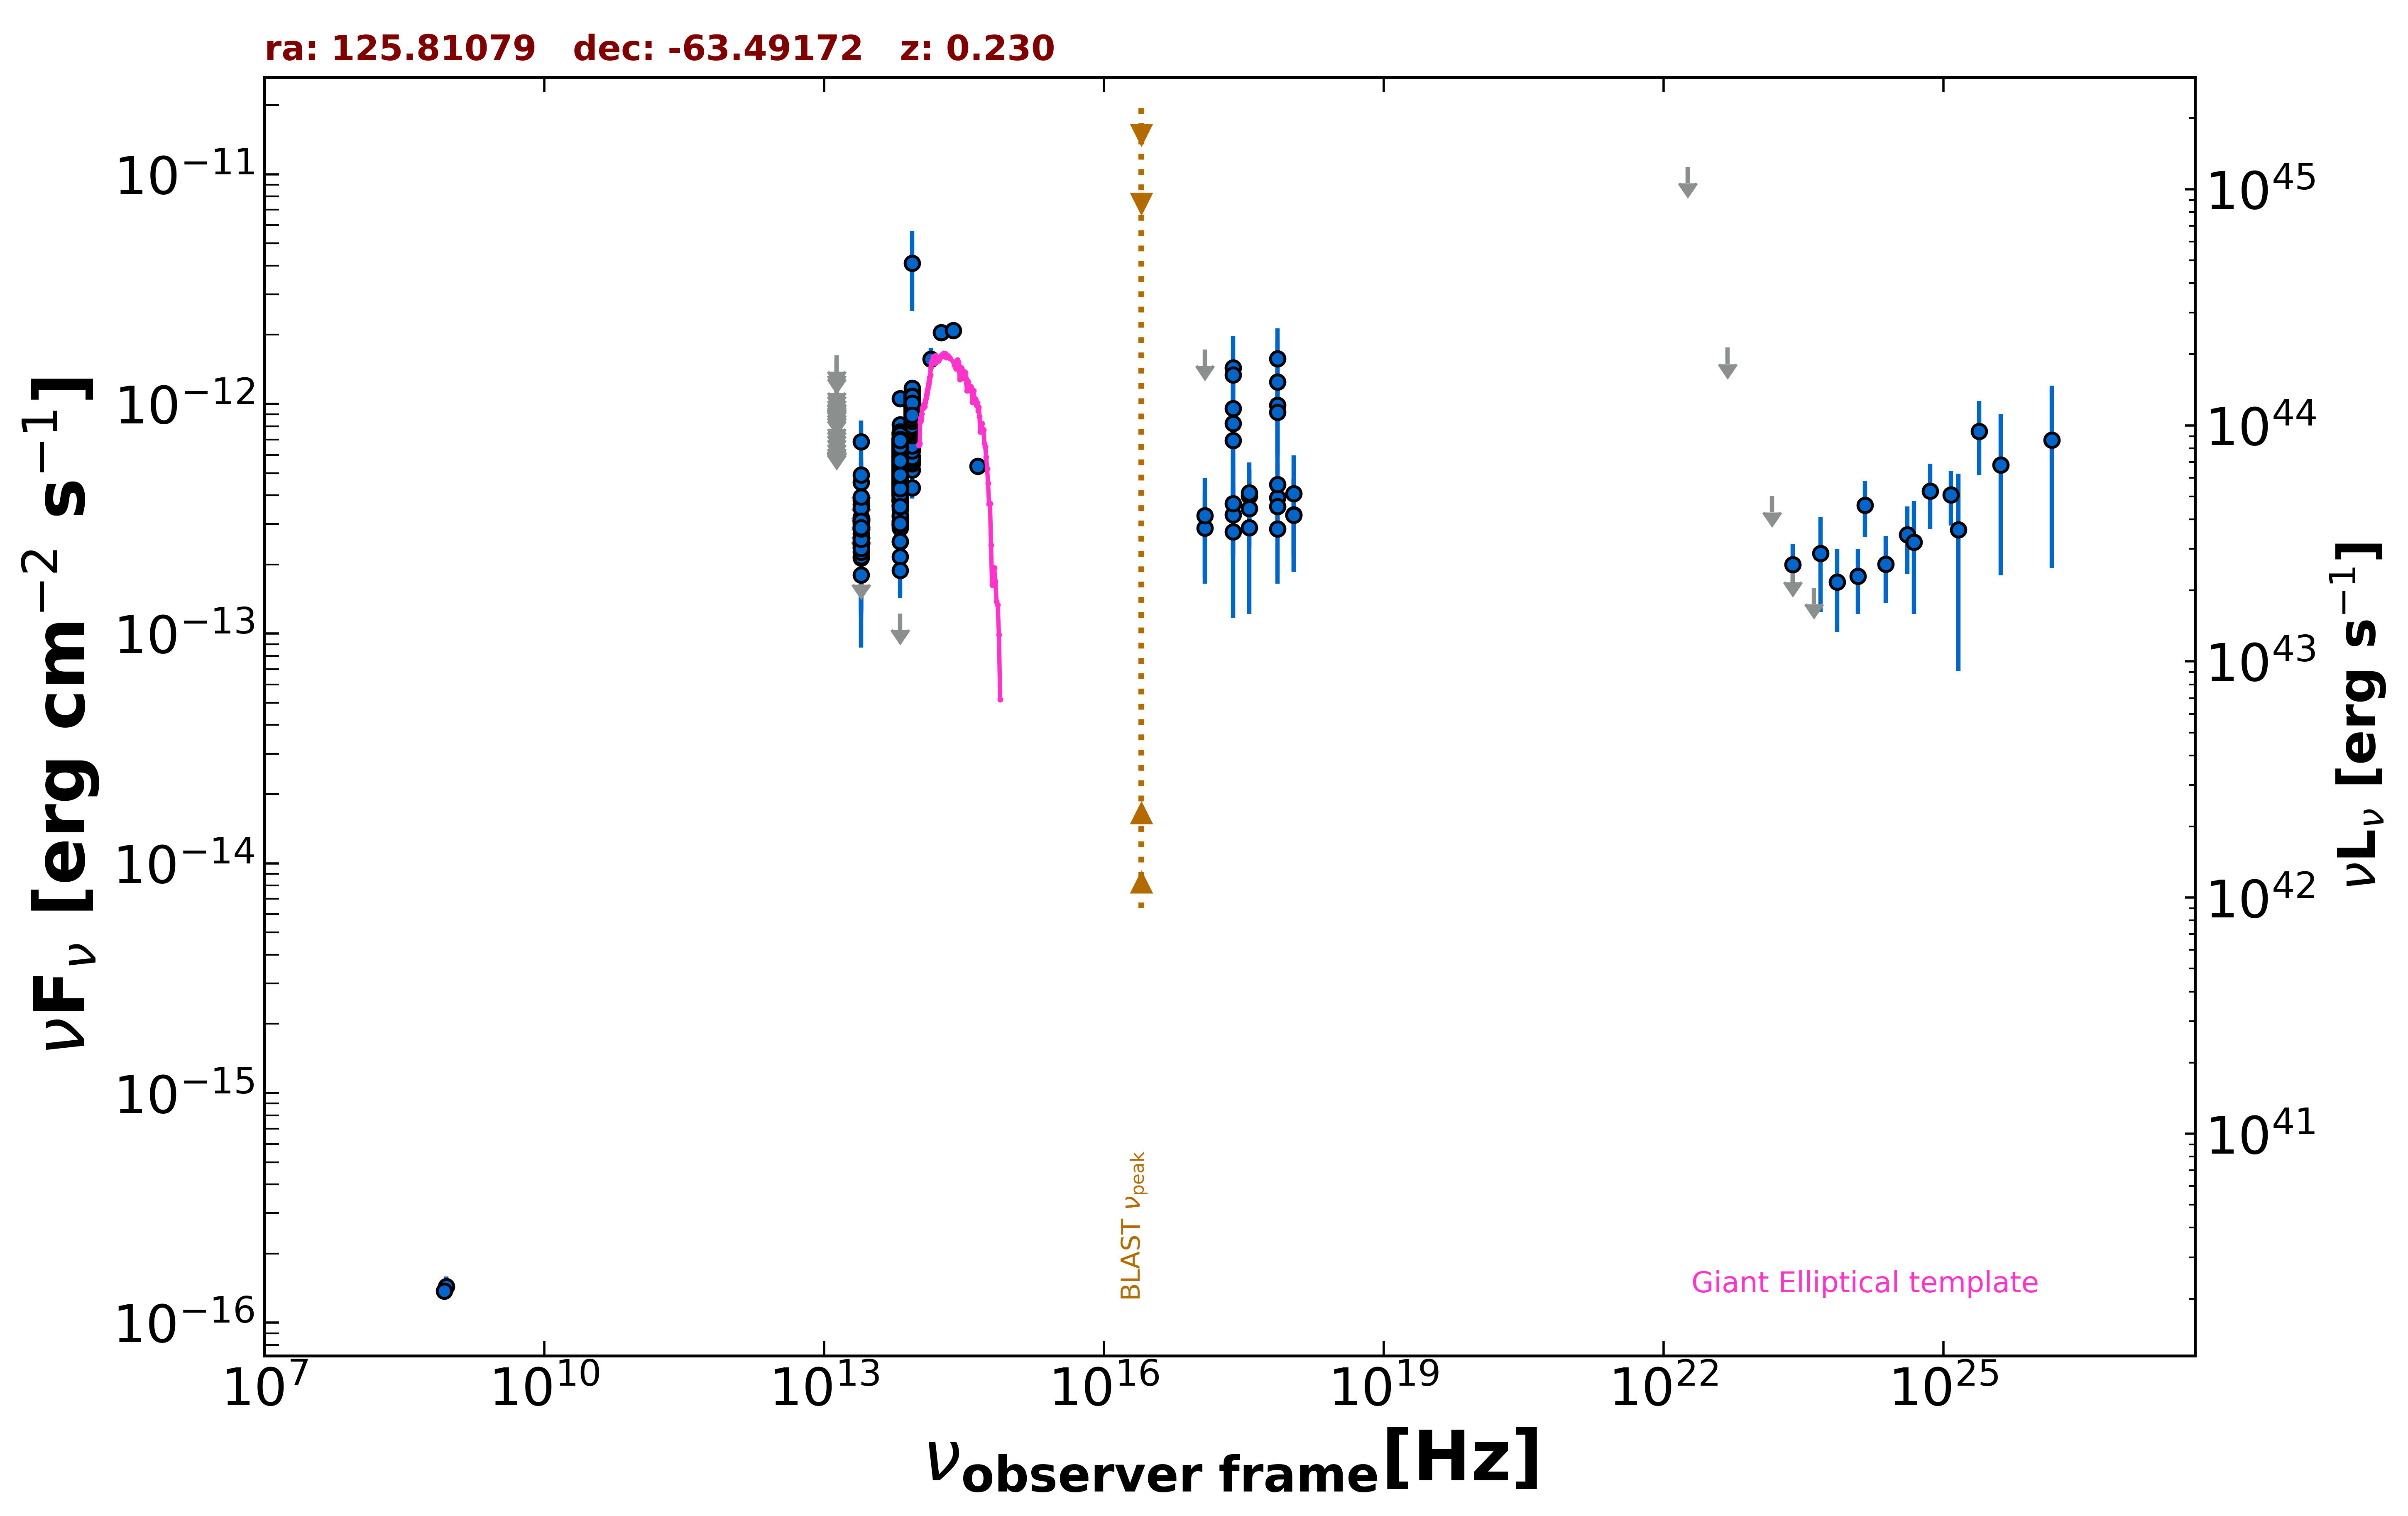 ra: 125.81079   dec: -63.49172   z: 0.230
10⁻¹¹
10⁻¹²
10⁻¹³
10⁻¹⁴
10⁻¹⁵
10⁻¹⁶
νFν [erg cm⁻² s⁻¹]
10⁴⁵
10⁴⁴
10⁴³
10⁴²
10⁴¹
νLν [erg s⁻¹]
BLAST νpeak
Giant Elliptical template
10⁷ 10¹⁰ 10¹³ 10¹⁶ 10¹⁹ 10²² 10²⁵
νobserver frame[Hz]